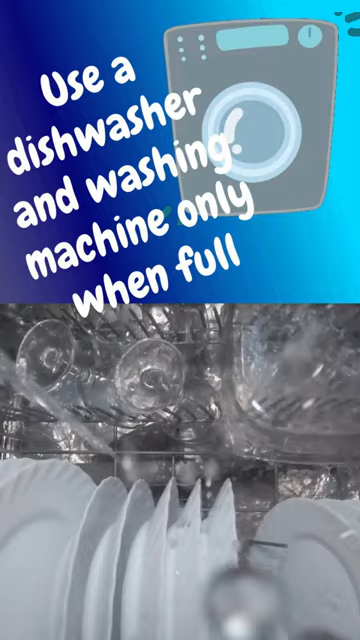 Use a
dishwasher
and washing
machine only
when full